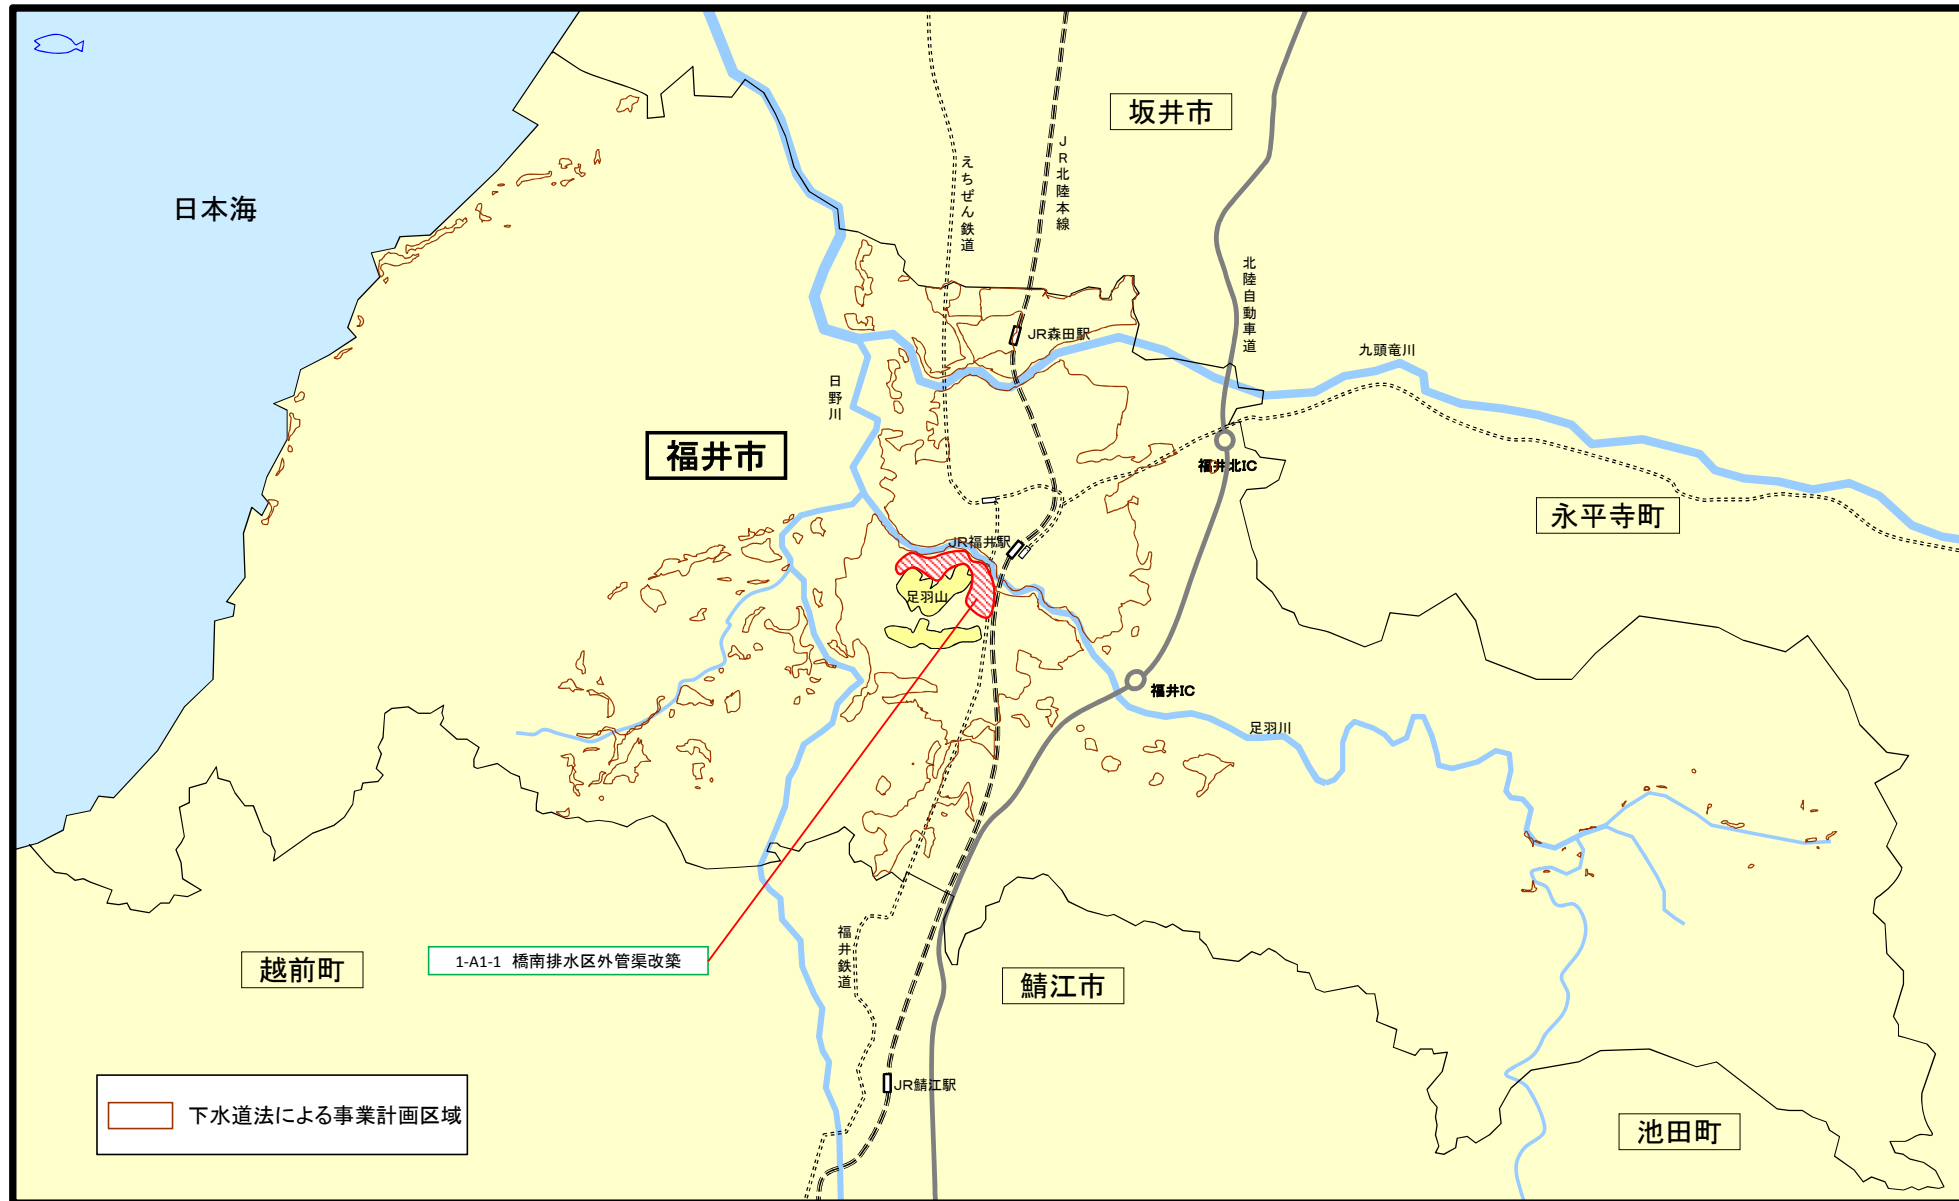 坂井市
日本海
えちぜん鉄道
JR北陸本線
北陸自動車道
JR森田駅
九頭竜川
日野川
福井市
福井北IC
永平寺町
JR福井駅
足羽山
福井IC
足羽川
福井鉄道
越前町
1-A1-1 橋南排水区外管渠改築
鯖江市
JR鯖江駅
下水道法による事業計画区域
池田町